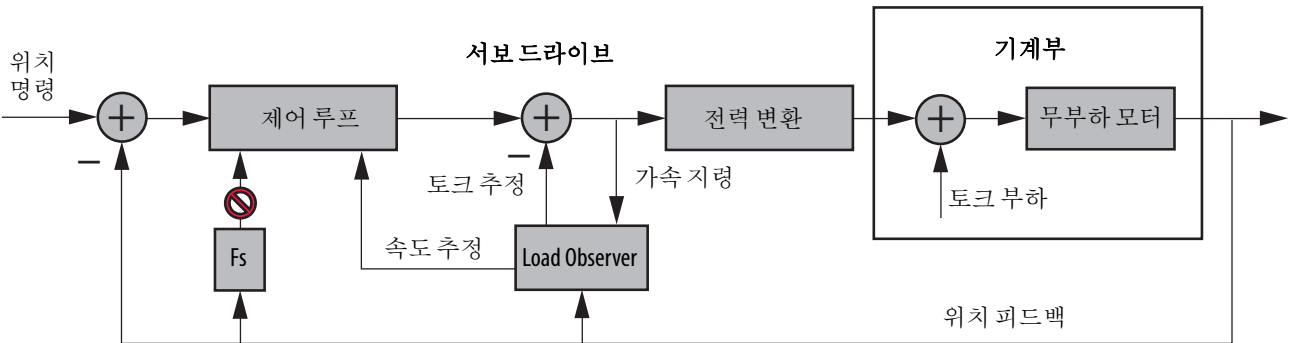 위치
명령
서보 드라이브
기계부
제어 루프
전력 변환
무부하 모터
토크 추정
가속 지령
토크 부하
속도 추정
Fs
Load Observer
위치 피드백